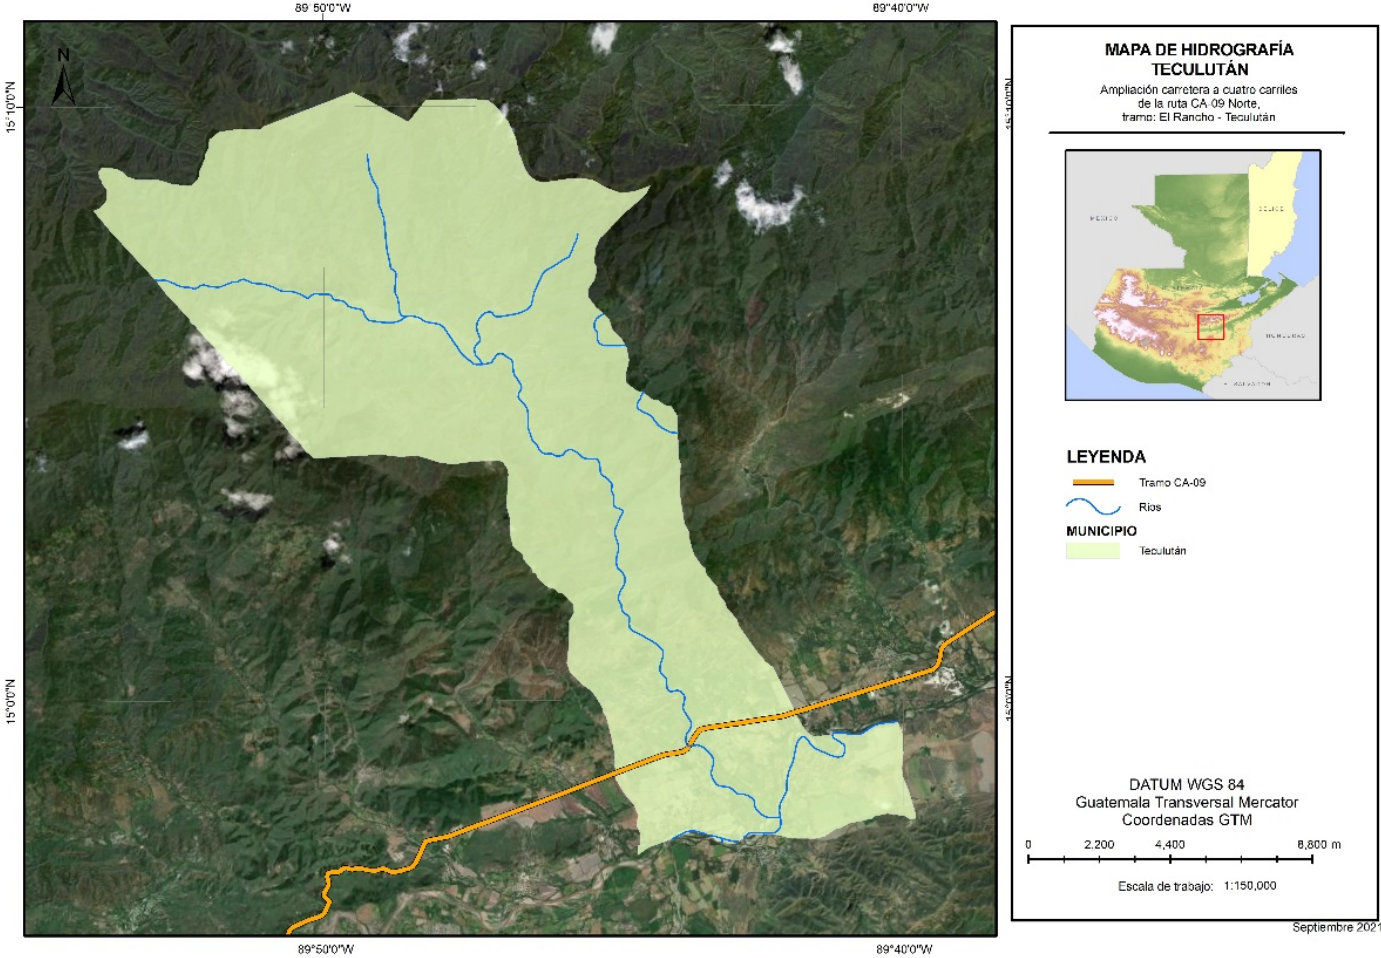 89°50'0"W
89°40'0"W
N
15°10'0"N
15°10'0"N
15°0'0"N
15°0'0"N
89°50'0"W
89°40'0"W
MAPA DE HIDROGRAFÍA
TECULUTÁN
Ampliación carretera a cuatro carriles
de la ruta CA-09 Norte,
tramo: El Rancho - Teculután
MEXICO
BELICE
HONDURAS
LEYENDA
Tramo CA-09
Ríos
MUNICIPIO
Teculután
DATUM WGS 84
Guatemala Transversal Mercator
Coordenadas GTM
0 2,200 4,400 8,800 m
Escala de trabajo: 1:150,000
Septiembre 2021